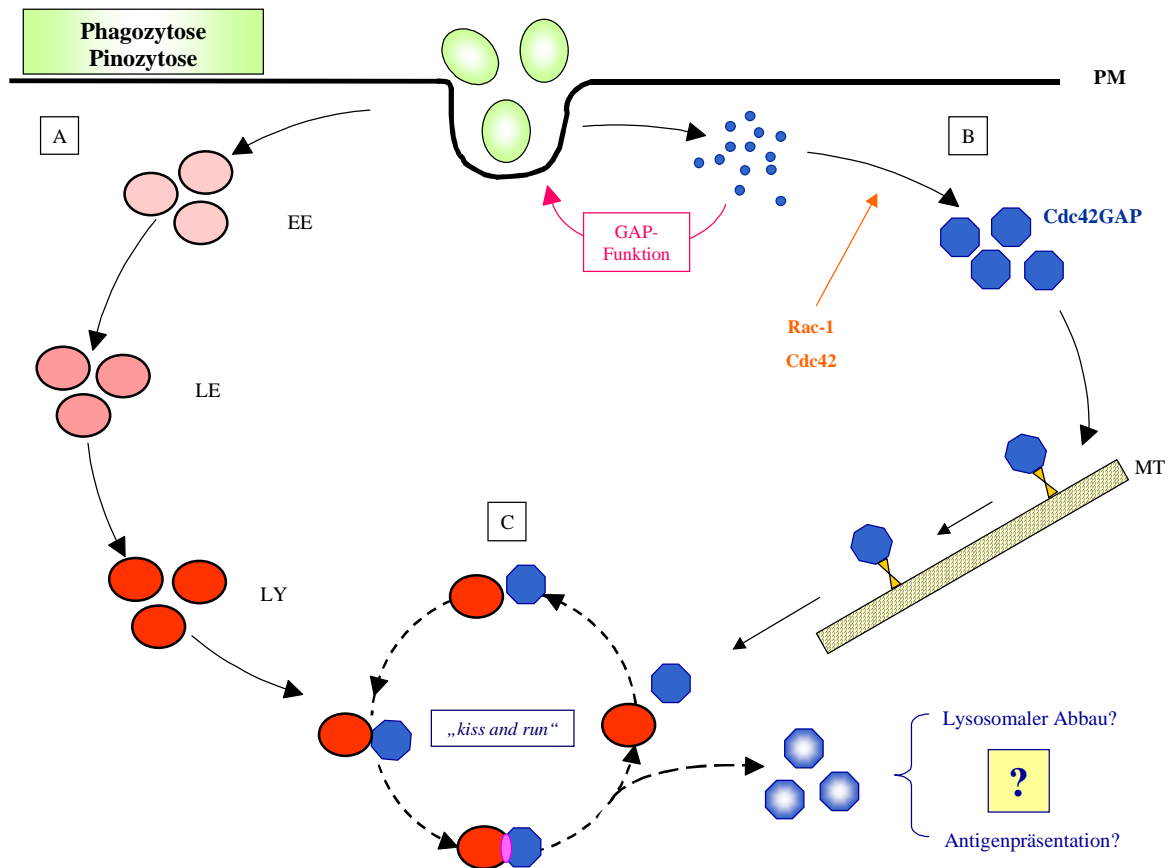 Phagozytose
Pinozytose
PM
A
B
EE
GAP-
Funktion
Cdc42GAP
Rac-1
Cdc42
LE
MT
C
LY
„kiss and run“
Lysosomaler Abbau?
?
Antigenpräsentation?